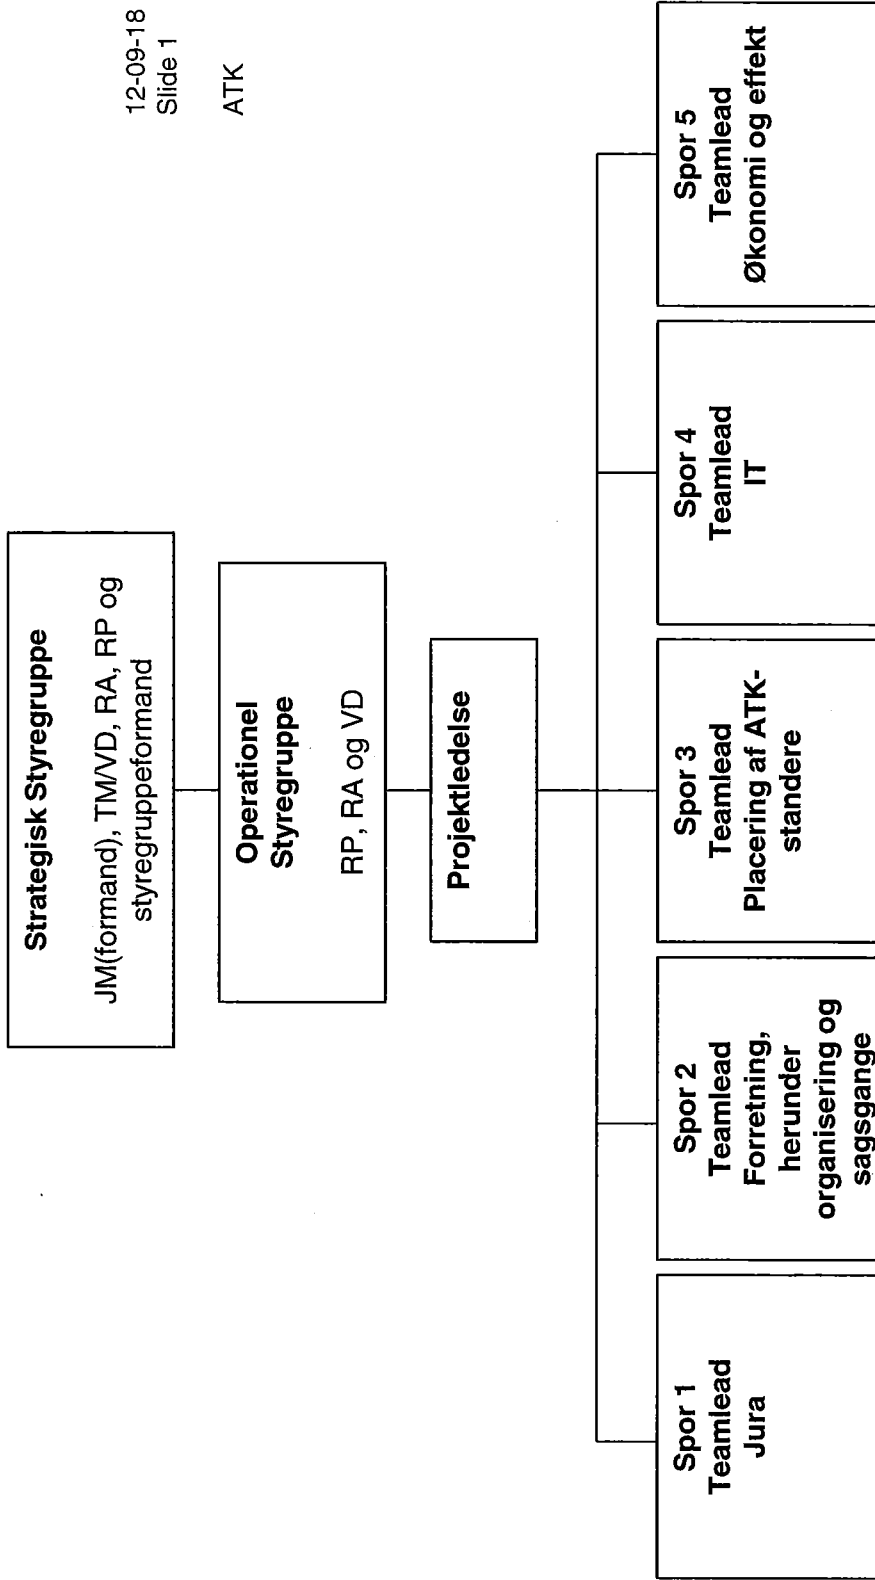 12-09-18
Slide 1
ATK
Strategisk Styregruppe
JM(formand), TM/VD, RA, RP og
styregruppeformand
Operationel
Styregruppe
RP, RA og VD
Projektledelse
Spor 1
Teamlead
Jura
Spor 2
Teamlead
Forretning,
herunder
organisering og
sagsgange
Spor 3
Teamlead
Placering af ATK-
standere
Spor 4
Teamlead
IT
Spor 5
Teamlead
Økonomi og effekt